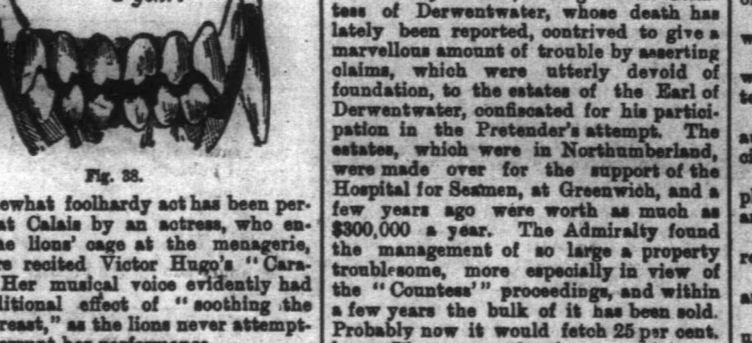 Fig. 38.
ewhat foolhardy act has been per-
at Calais by an actress, who en-
he lions' cage at the menagerie,
re recited Victor Hugo's "Cara-
Her musical voice evidently had
ditional effect of "soothing the
reast," as the lions never attempt-
tess of Derwentwater, whose death has
lately been reported, contrived to give a
marvellous amount of trouble by asserting
claims, which were utterly devoid of
foundation, to the estates of the Earl of
Derwentwater, confiscated for his partici-
pation in the Pretender's attempt. The
estates, which were in Northumberland,
were made over for the support of the
Hospital for Seamen, at Greenwich, and a
few years ago were worth as much as
$300,000 a year. The Admiralty found
the management of so large a property
troublesome, more especially in view of
the "Countess'" proceedings, and within
a few years the bulk of it has been sold.
Probably now it would fetch 25 per cent.